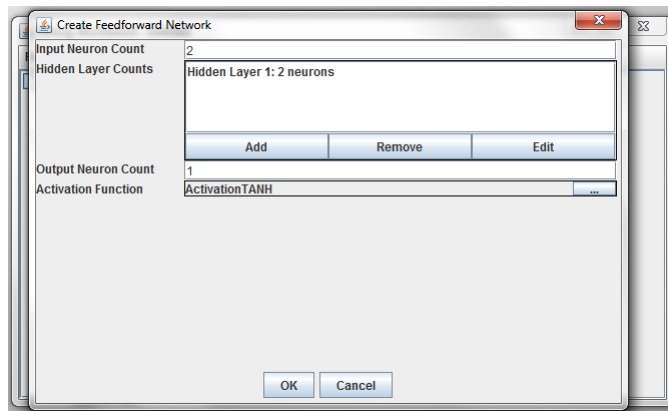 Create Feedforward Network
Input Neuron Count 2
Hidden Layer Counts Hidden Layer 1: 2 neurons
Add Remove Edit
Output Neuron Count 1
Activation Function ActivationTANH ...
OK Cancel